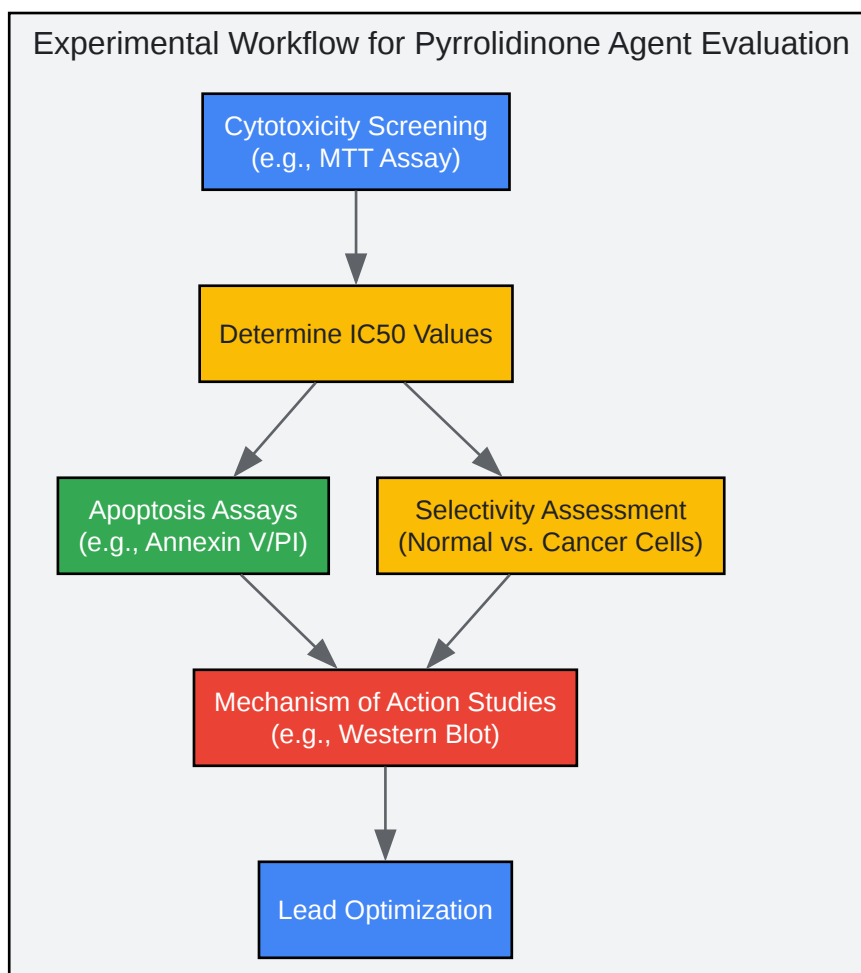 Experimental Workflow for Pyrrolidinone Agent Evaluation
Cytotoxicity Screening
(e.g., MTT Assay)
Determine IC50 Values
Apoptosis Assays
(e.g., Annexin V/PI)
Selectivity Assessment
(Normal vs. Cancer Cells)
Mechanism of Action Studies
(e.g., Western Blot)
Lead Optimization